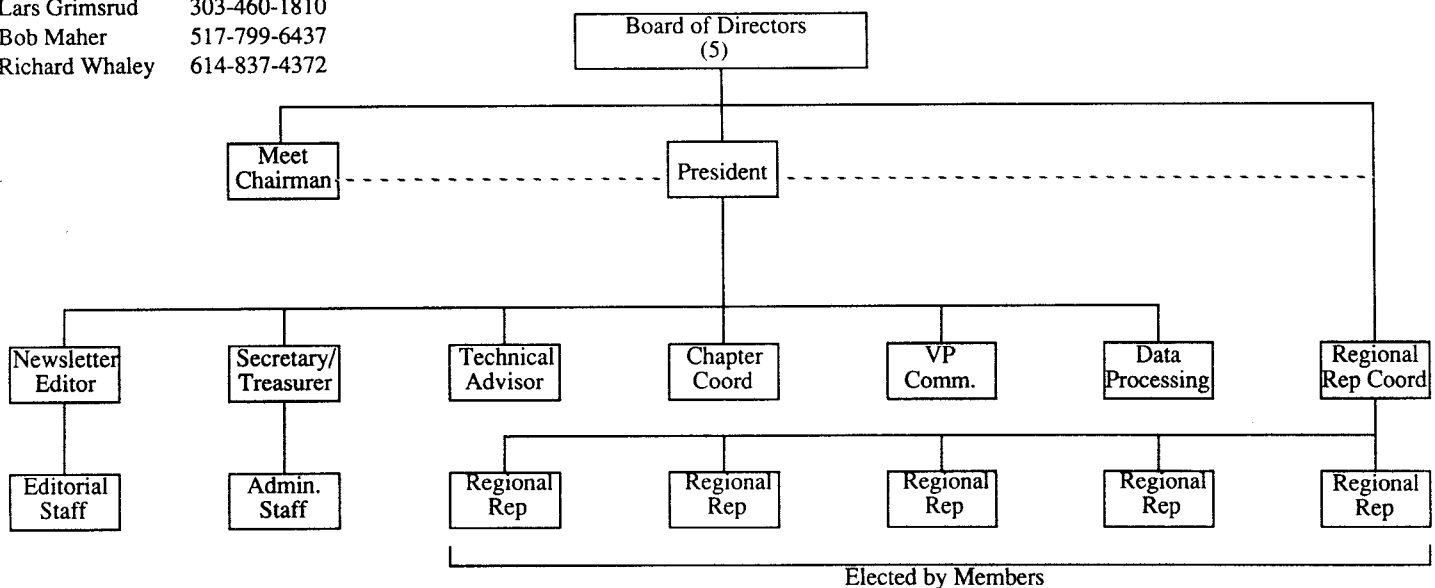 Lars Grimsrud 303-460-1810
Bob Maher 517-799-6437
Richard Whaley 614-837-4372
Board of Directors
(5)
Meet
Chairman
President
Newsletter
Editor
Secretary/
Treasurer
Technical
Advisor
Chapter
Coord
VP
Comm.
Data
Processing
Regional
Rep Coord
Editorial
Staff
Admin.
Staff
Regional
Rep
Regional
Rep
Regional
Rep
Regional
Rep
Regional
Rep
Elected by Members